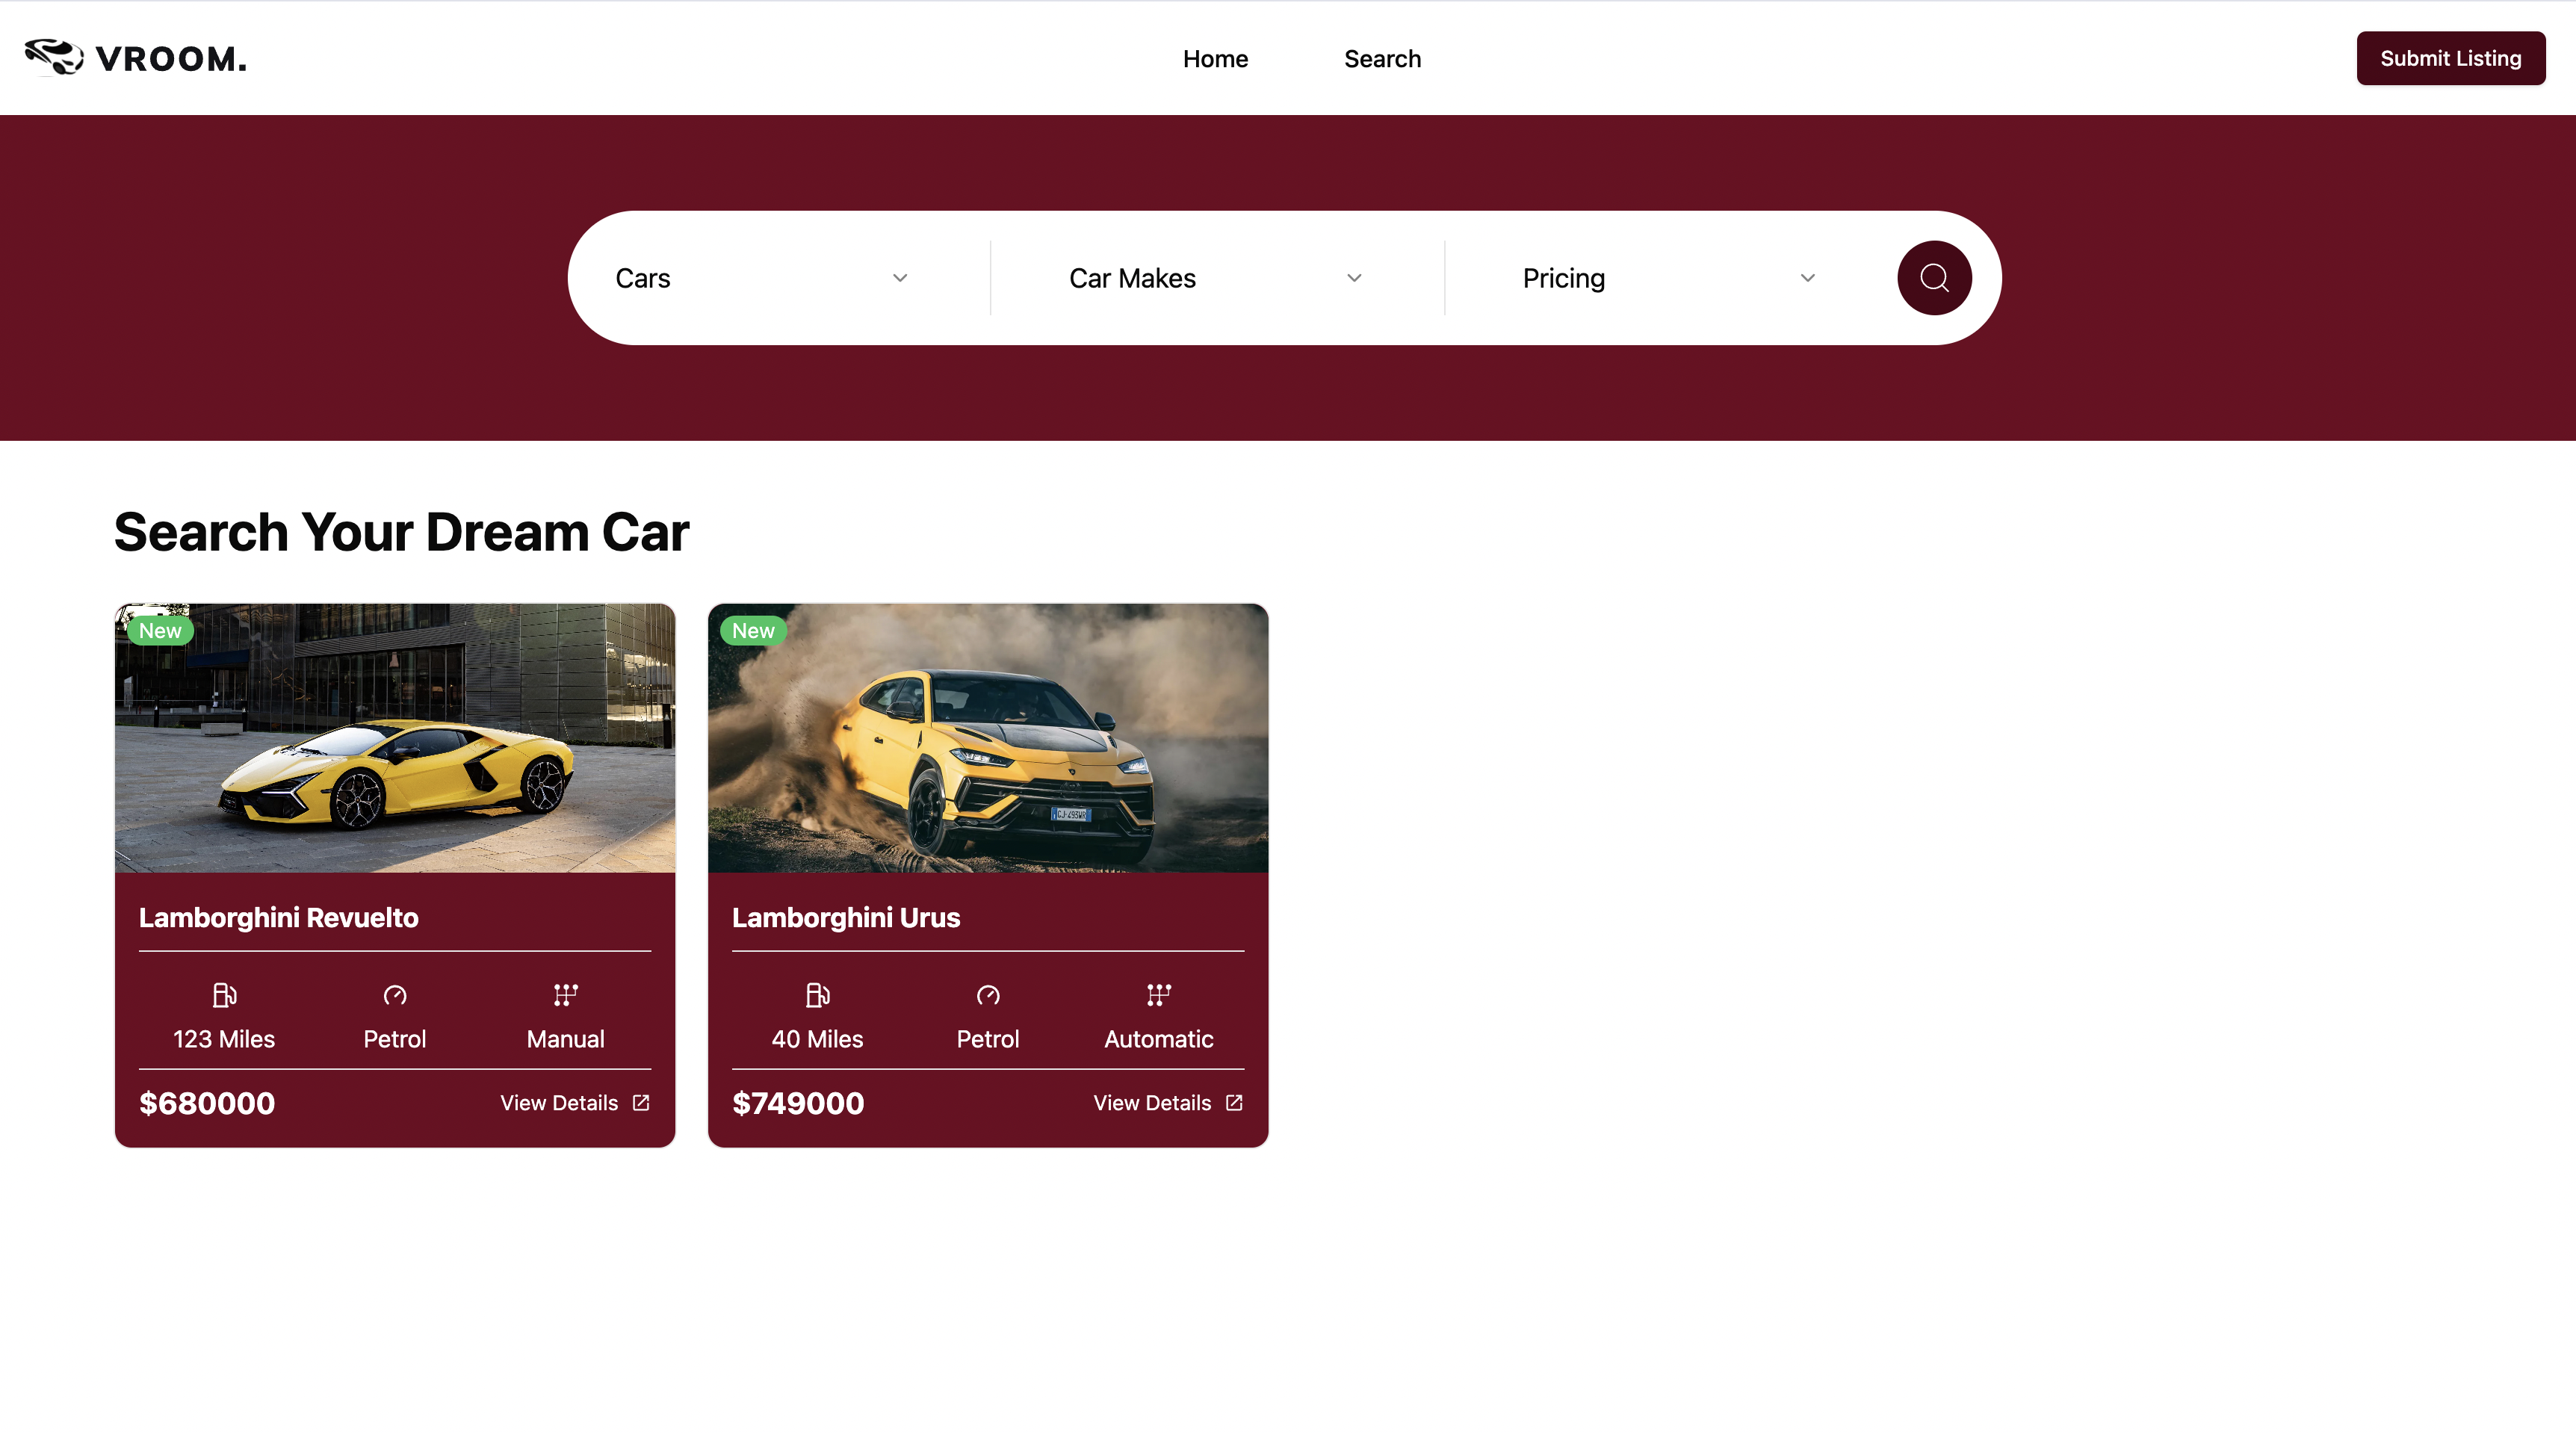 VROOM.
Home
Search
Submit Listing
Cars
Car Makes
Pricing
Search Your Dream Car
New
New
Lamborghini Revuelto
123 Miles
Petrol
Manual
$680000
View Details
Lamborghini Urus
40 Miles
Petrol
Automatic
$749000
View Details